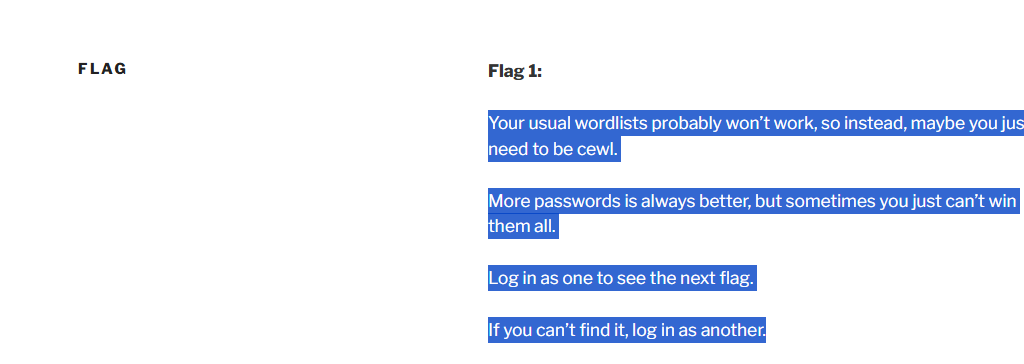 FLAG
Flag 1:
Your usual wordlists probably won’t work, so instead, maybe you jus
need to be cewl.
More passwords is always better, but sometimes you just can’t win
them all.
Log in as one to see the next flag.
If you can’t find it, log in as another.